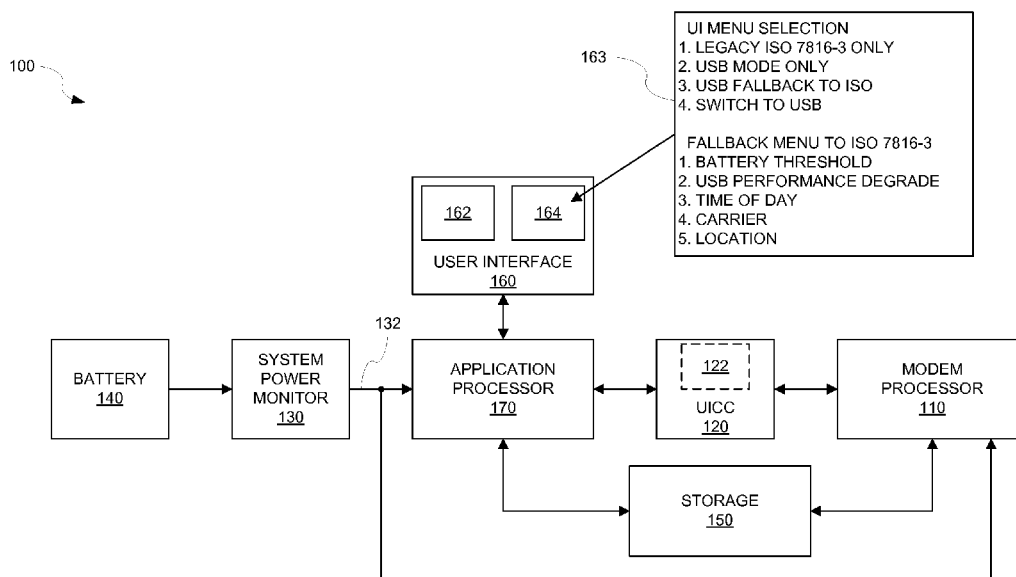 100
163
UI MENU SELECTION
1. LEGACY ISO 7816-3 ONLY
2. USB MODE ONLY
3. USB FALLBACK TO ISO
4. SWITCH TO USB
FALLBACK MENU TO ISO 7816-3
1. BATTERY THRESHOLD
2. USB PERFORMANCE DEGRADE
3. TIME OF DAY
4. CARRIER
5. LOCATION
162
164
USER INTERFACE
160
132
BATTERY
140
SYSTEM
POWER
MONITOR
130
APPLICATION
PROCESSOR
170
122
UICC
120
MODEM
PROCESSOR
110
STORAGE
150